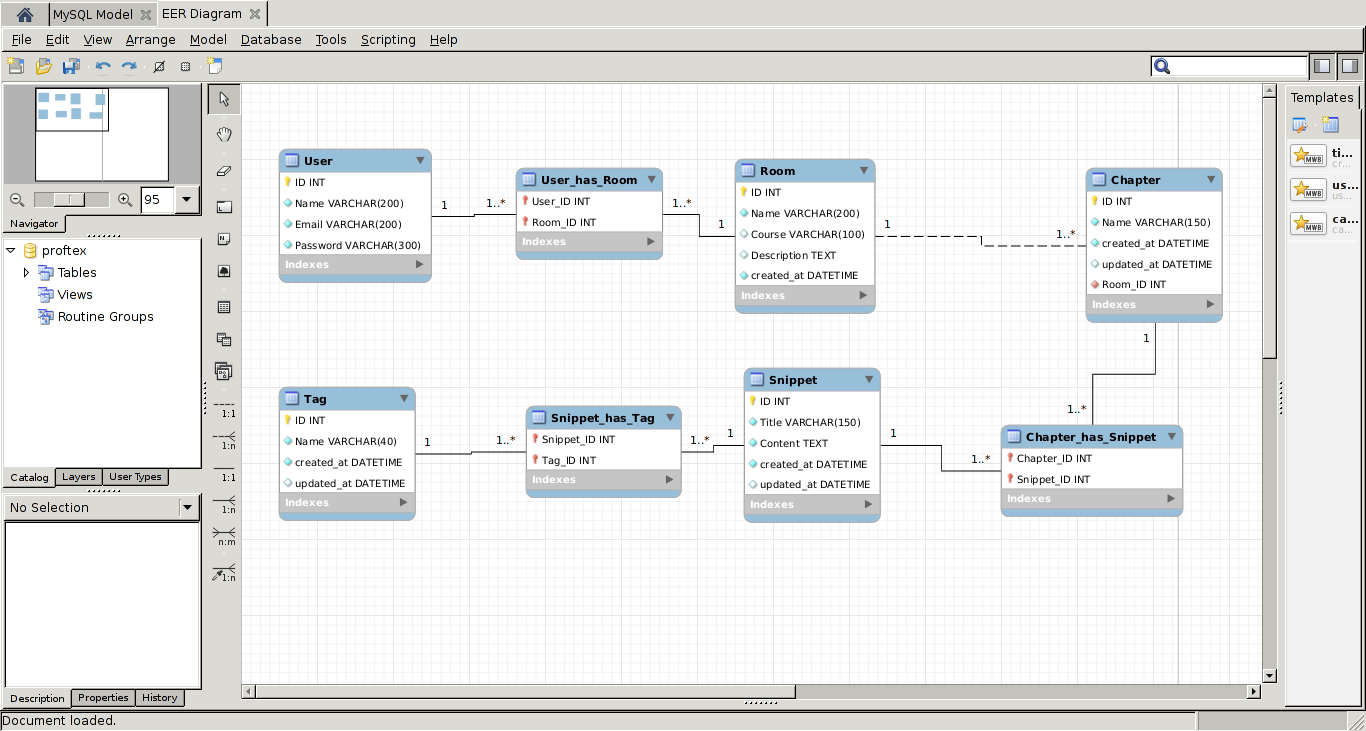 MySQL Model
EER Diagram
File Edit View Arrange Model Database Tools Scripting Help
95
Navigator
proftex
Tables
Views
Routine Groups
Catalog Layers User Types
No Selection
Description Properties History
Document loaded.
1:1
1:n
1:1
1:n
n:m
1:n
User
ID INT
Name VARCHAR(200)
Email VARCHAR(200)
Password VARCHAR(300)
Indexes
1
1..*
User_has_Room
User_ID INT
Room_ID INT
Indexes
1..*
1
Room
ID INT
Name VARCHAR(200)
Course VARCHAR(100)
Description TEXT
created_at DATETIME
Indexes
1
1..*
Chapter
ID INT
Name VARCHAR(150)
created_at DATETIME
updated_at DATETIME
Room_ID INT
Indexes
1
1..*
Tag
ID INT
Name VARCHAR(40)
created_at DATETIME
updated_at DATETIME
Indexes
1
1..*
Snippet_has_Tag
Snippet_ID INT
Tag_ID INT
Indexes
1..*
1
Snippet
ID INT
Title VARCHAR(150)
Content TEXT
created_at DATETIME
updated_at DATETIME
Indexes
1
1..*
Chapter_has_Snippet
Chapter_ID INT
Snippet_ID INT
Indexes
Templates
MWB
ti...
cr...
MWB
us...
us...
MWB
ca...
ca...